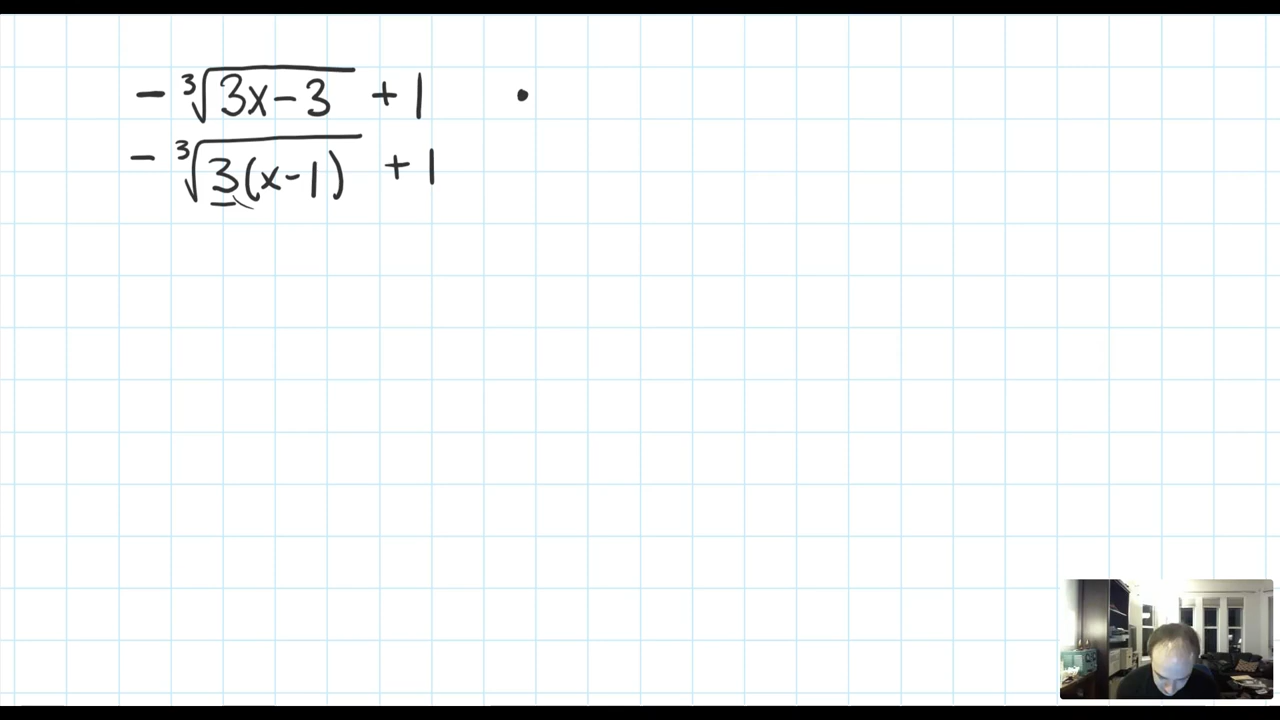 - ∛(3x-3) + 1 •
- ∛(3(x-1)) + 1